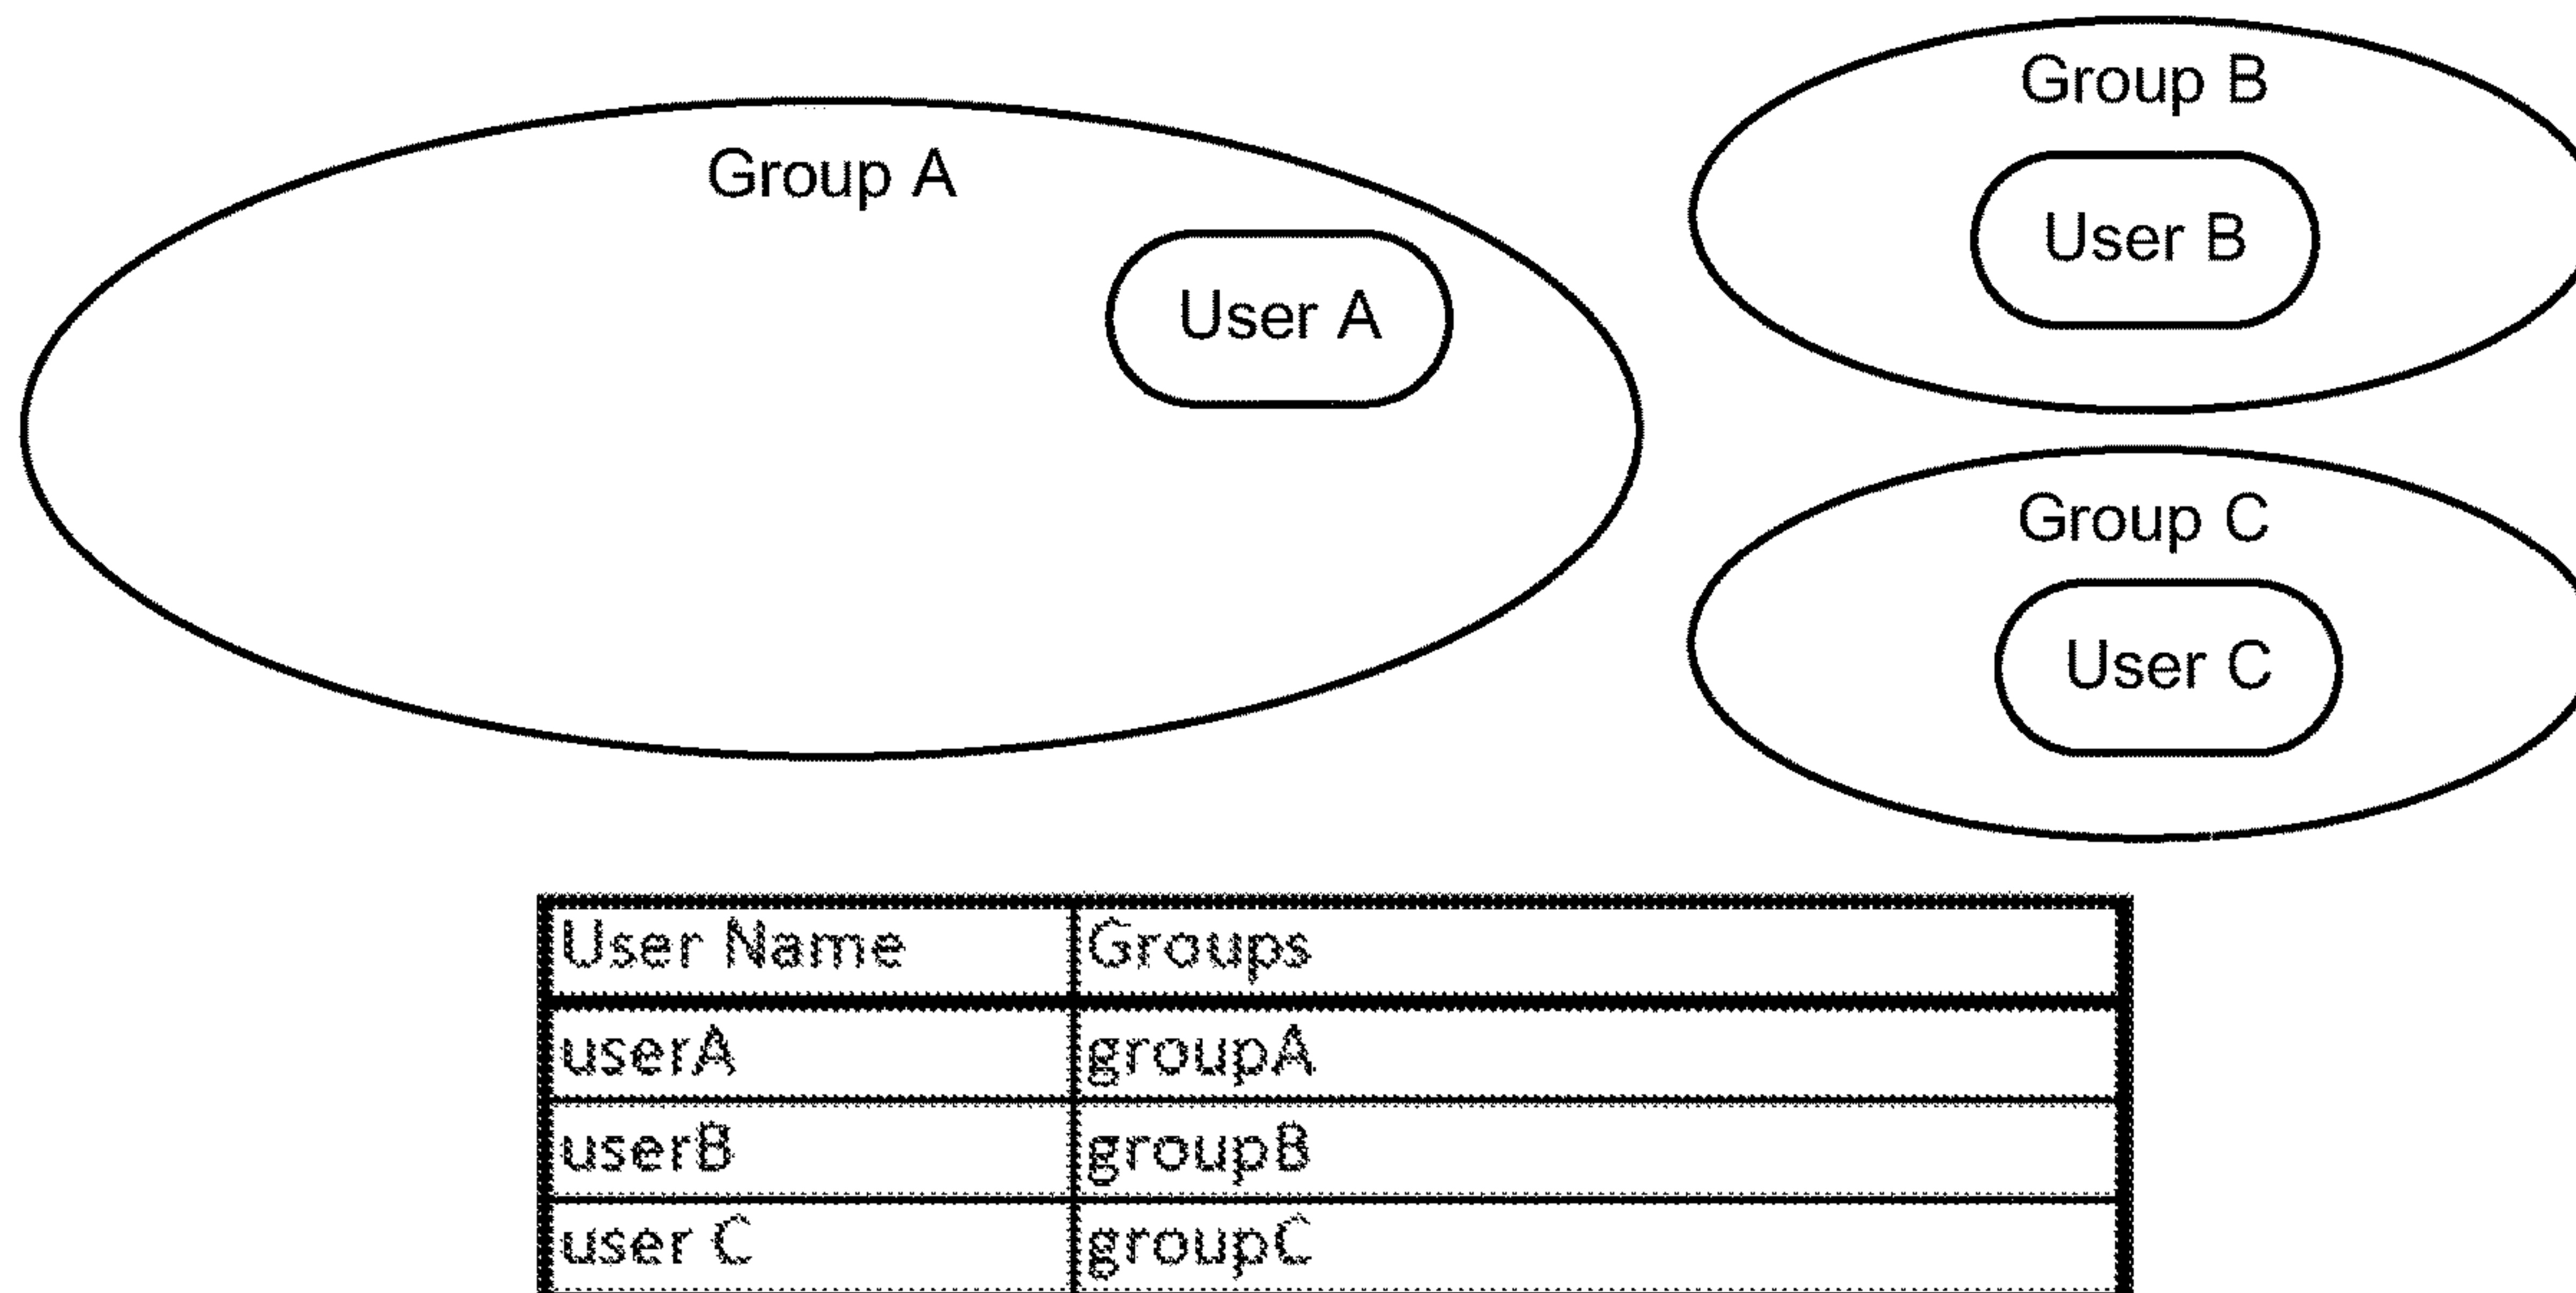 Group A
User A
Group B
User B
Group C
User C
User Name Groups
userA groupA
userB groupB
user C groupC